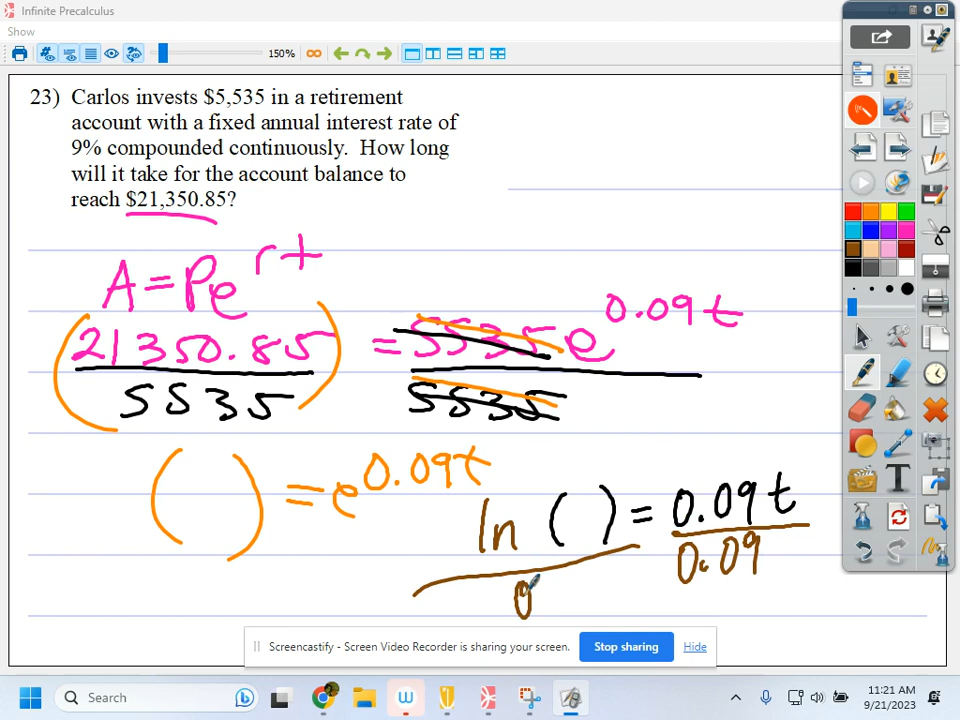 Infinite Precalculus
Show
150%
23) Carlos invests $5,535 in a retirement
account with a fixed annual interest rate of
9% compounded continuously. How long
will it take for the account balance to
reach $21,350.85?
A = Pe^rt
21350.85 = 5535 e^0.09t
5535 5535
( ) = e^0.09t
ln ( ) = 0.09t
0 0.09
Screencastify - Screen Video Recorder is sharing your screen.
Stop sharing
Hide
Search
11:21 AM
9/21/2023